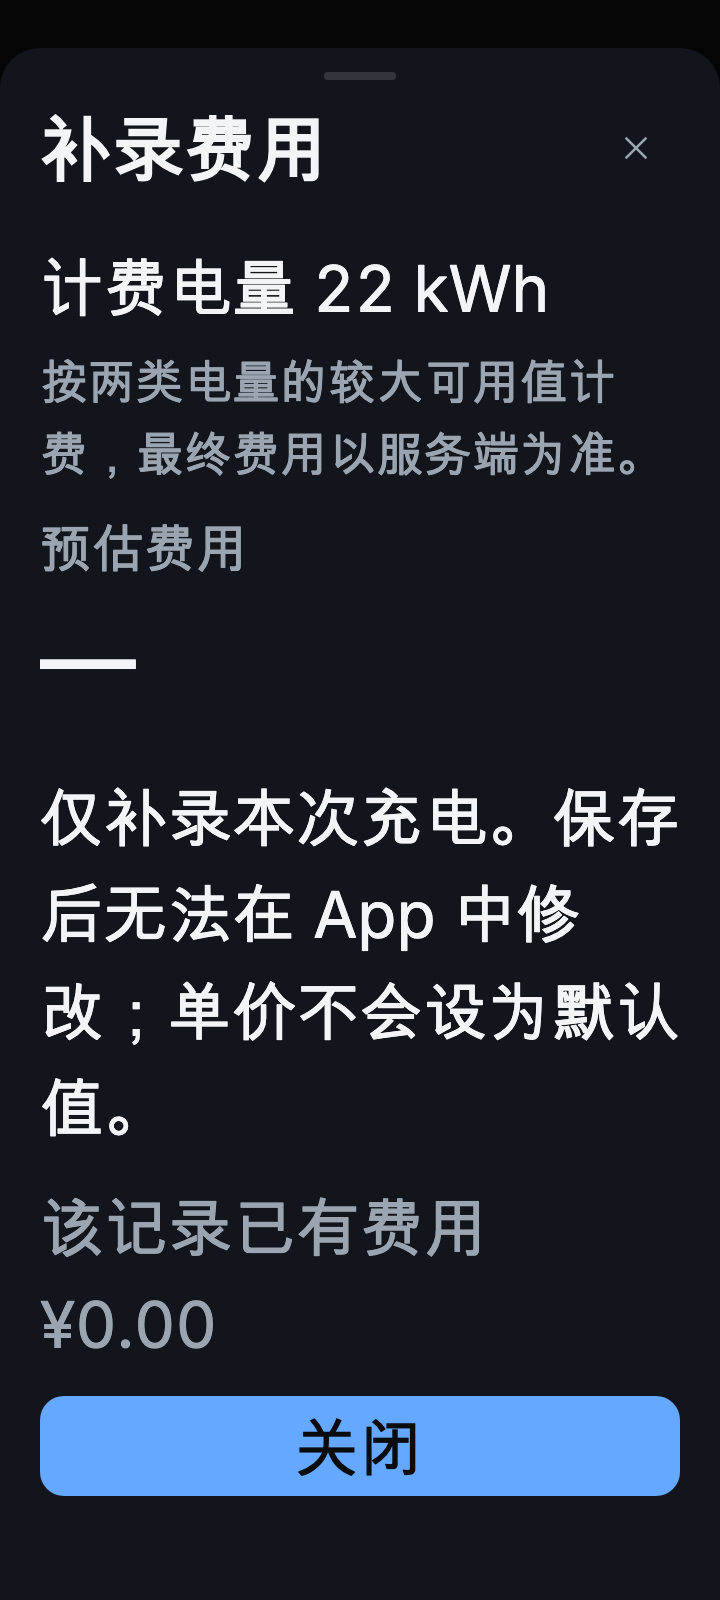 补录费用
计费电量 22 kWh
按两类电量的较大可用值计
费，最终费用以服务端为准。
预估费用
—
仅补录本次充电。保存
后无法在 App 中修
改；单价不会设为默认
值。
该记录已有费用
¥0.00
关闭